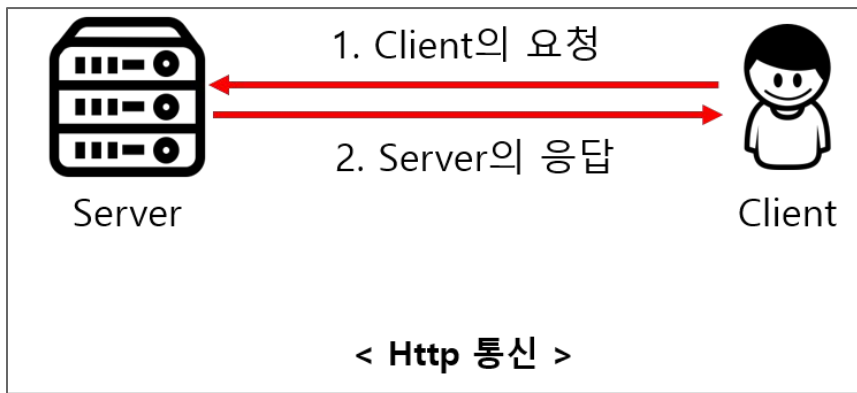 1. Client의 요청
2. Server의 응답
Server
Client
< Http 통신 >